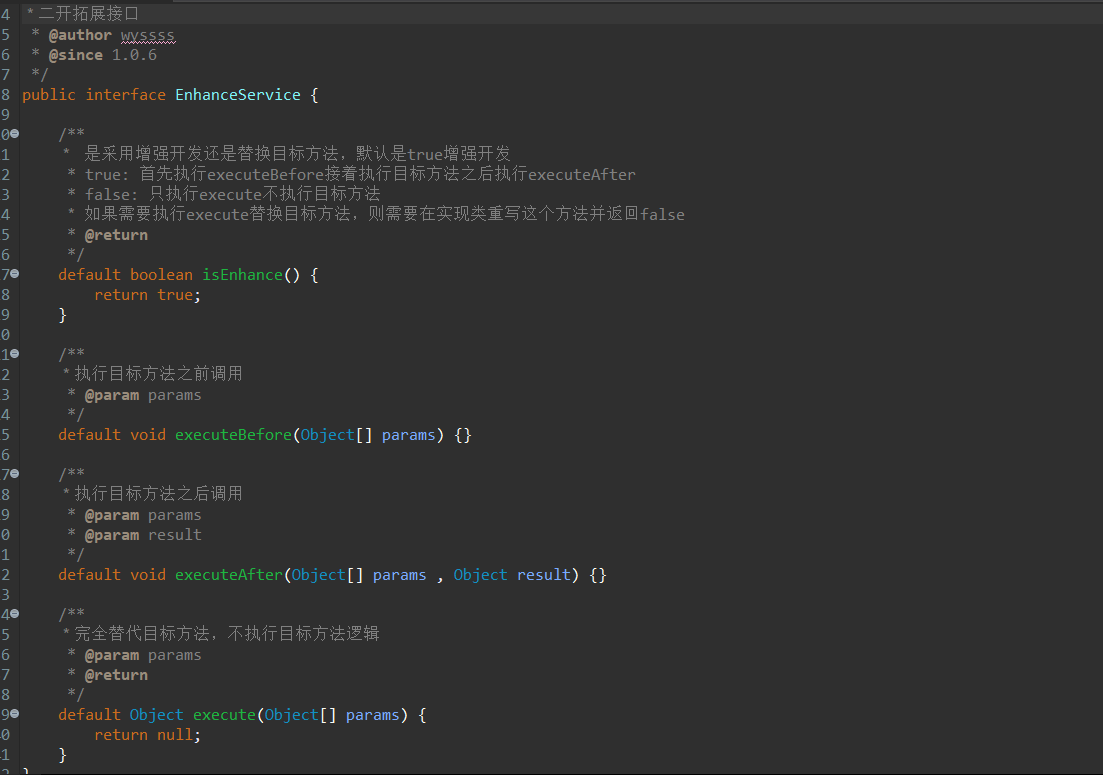 4 * 二开拓展接口
5 * @author wyssss
6 * @since 1.0.6
7 */
8 public interface EnhanceService {
9
0 /**
1 * 是采用增强开发还是替换目标方法，默认是true增强开发
2 * true: 首先执行executeBefore接着执行目标方法之后执行executeAfter
3 * false: 只执行execute不执行目标方法
4 * 如果需要执行execute替换目标方法，则需要在实现类重写这个方法并返回false
5 * @return
6 */
7 default boolean isEnhance() {
8 return true;
9 }
0
1 /**
2 * 执行目标方法之前调用
3 * @param params
4 */
5 default void executeBefore(Object[] params) {}
6
7 /**
8 * 执行目标方法之后调用
9 * @param params
0 * @param result
1 */
2 default void executeAfter(Object[] params , Object result) {}
3
4 /**
5 * 完全替代目标方法，不执行目标方法逻辑
6 * @param params
7 * @return
8 */
9 default Object execute(Object[] params) {
0 return null;
1 }
2 }